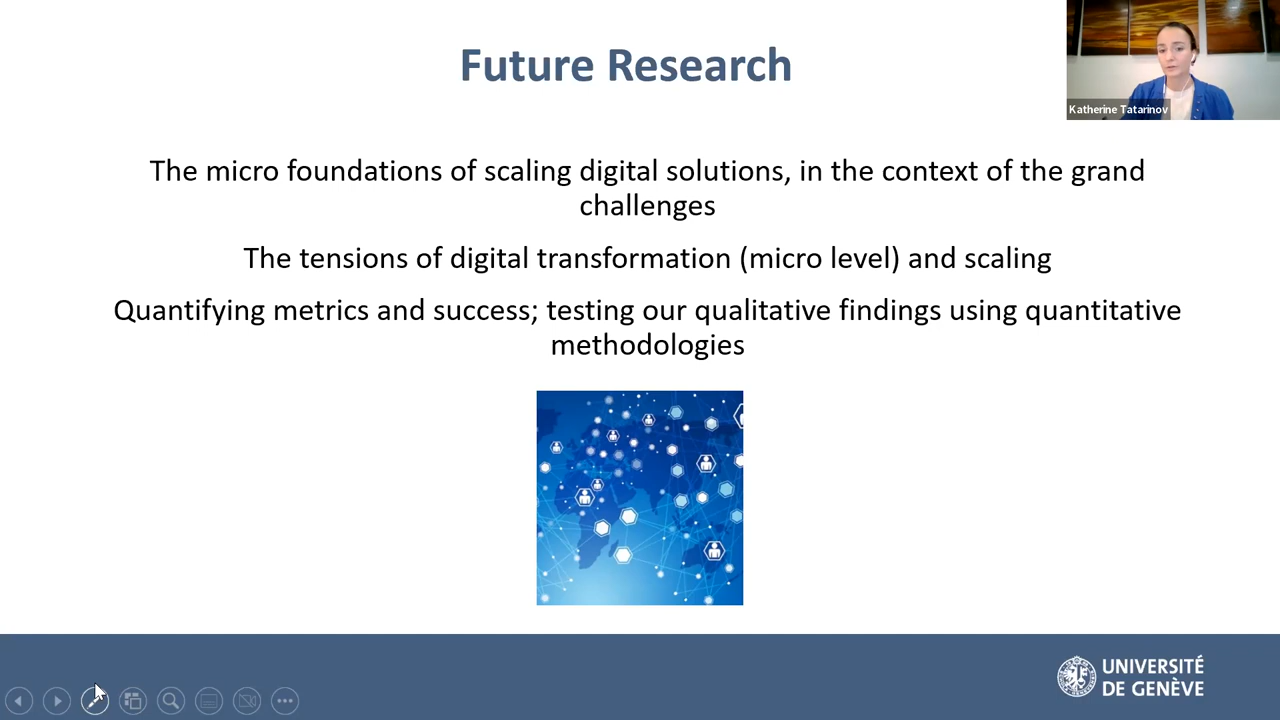 Future Research
Katherine Tatarinov
The micro foundations of scaling digital solutions, in the context of the grand
challenges
The tensions of digital transformation (micro level) and scaling
Quantifying metrics and success; testing our qualitative findings using quantitative
methodologies
UNIVERSITÉ
DE GENÈVE